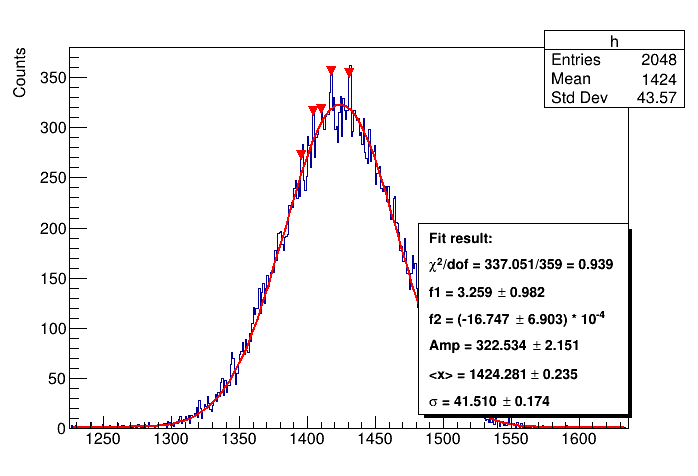 h
Entries 2048
Mean 1424
Std Dev 43.57
Counts
350
300
250
200
150
100
50
0
Fit result:
χ²/dof = 337.051/359 = 0.939
f1 = 3.259 ± 0.982
f2 = (-16.747 ± 6.903) * 10⁻⁴
Amp = 322.534 ± 2.151
<x> = 1424.281 ± 0.235
σ = 41.510 ± 0.174
1250 1300 1350 1400 1450 1500 1550 1600